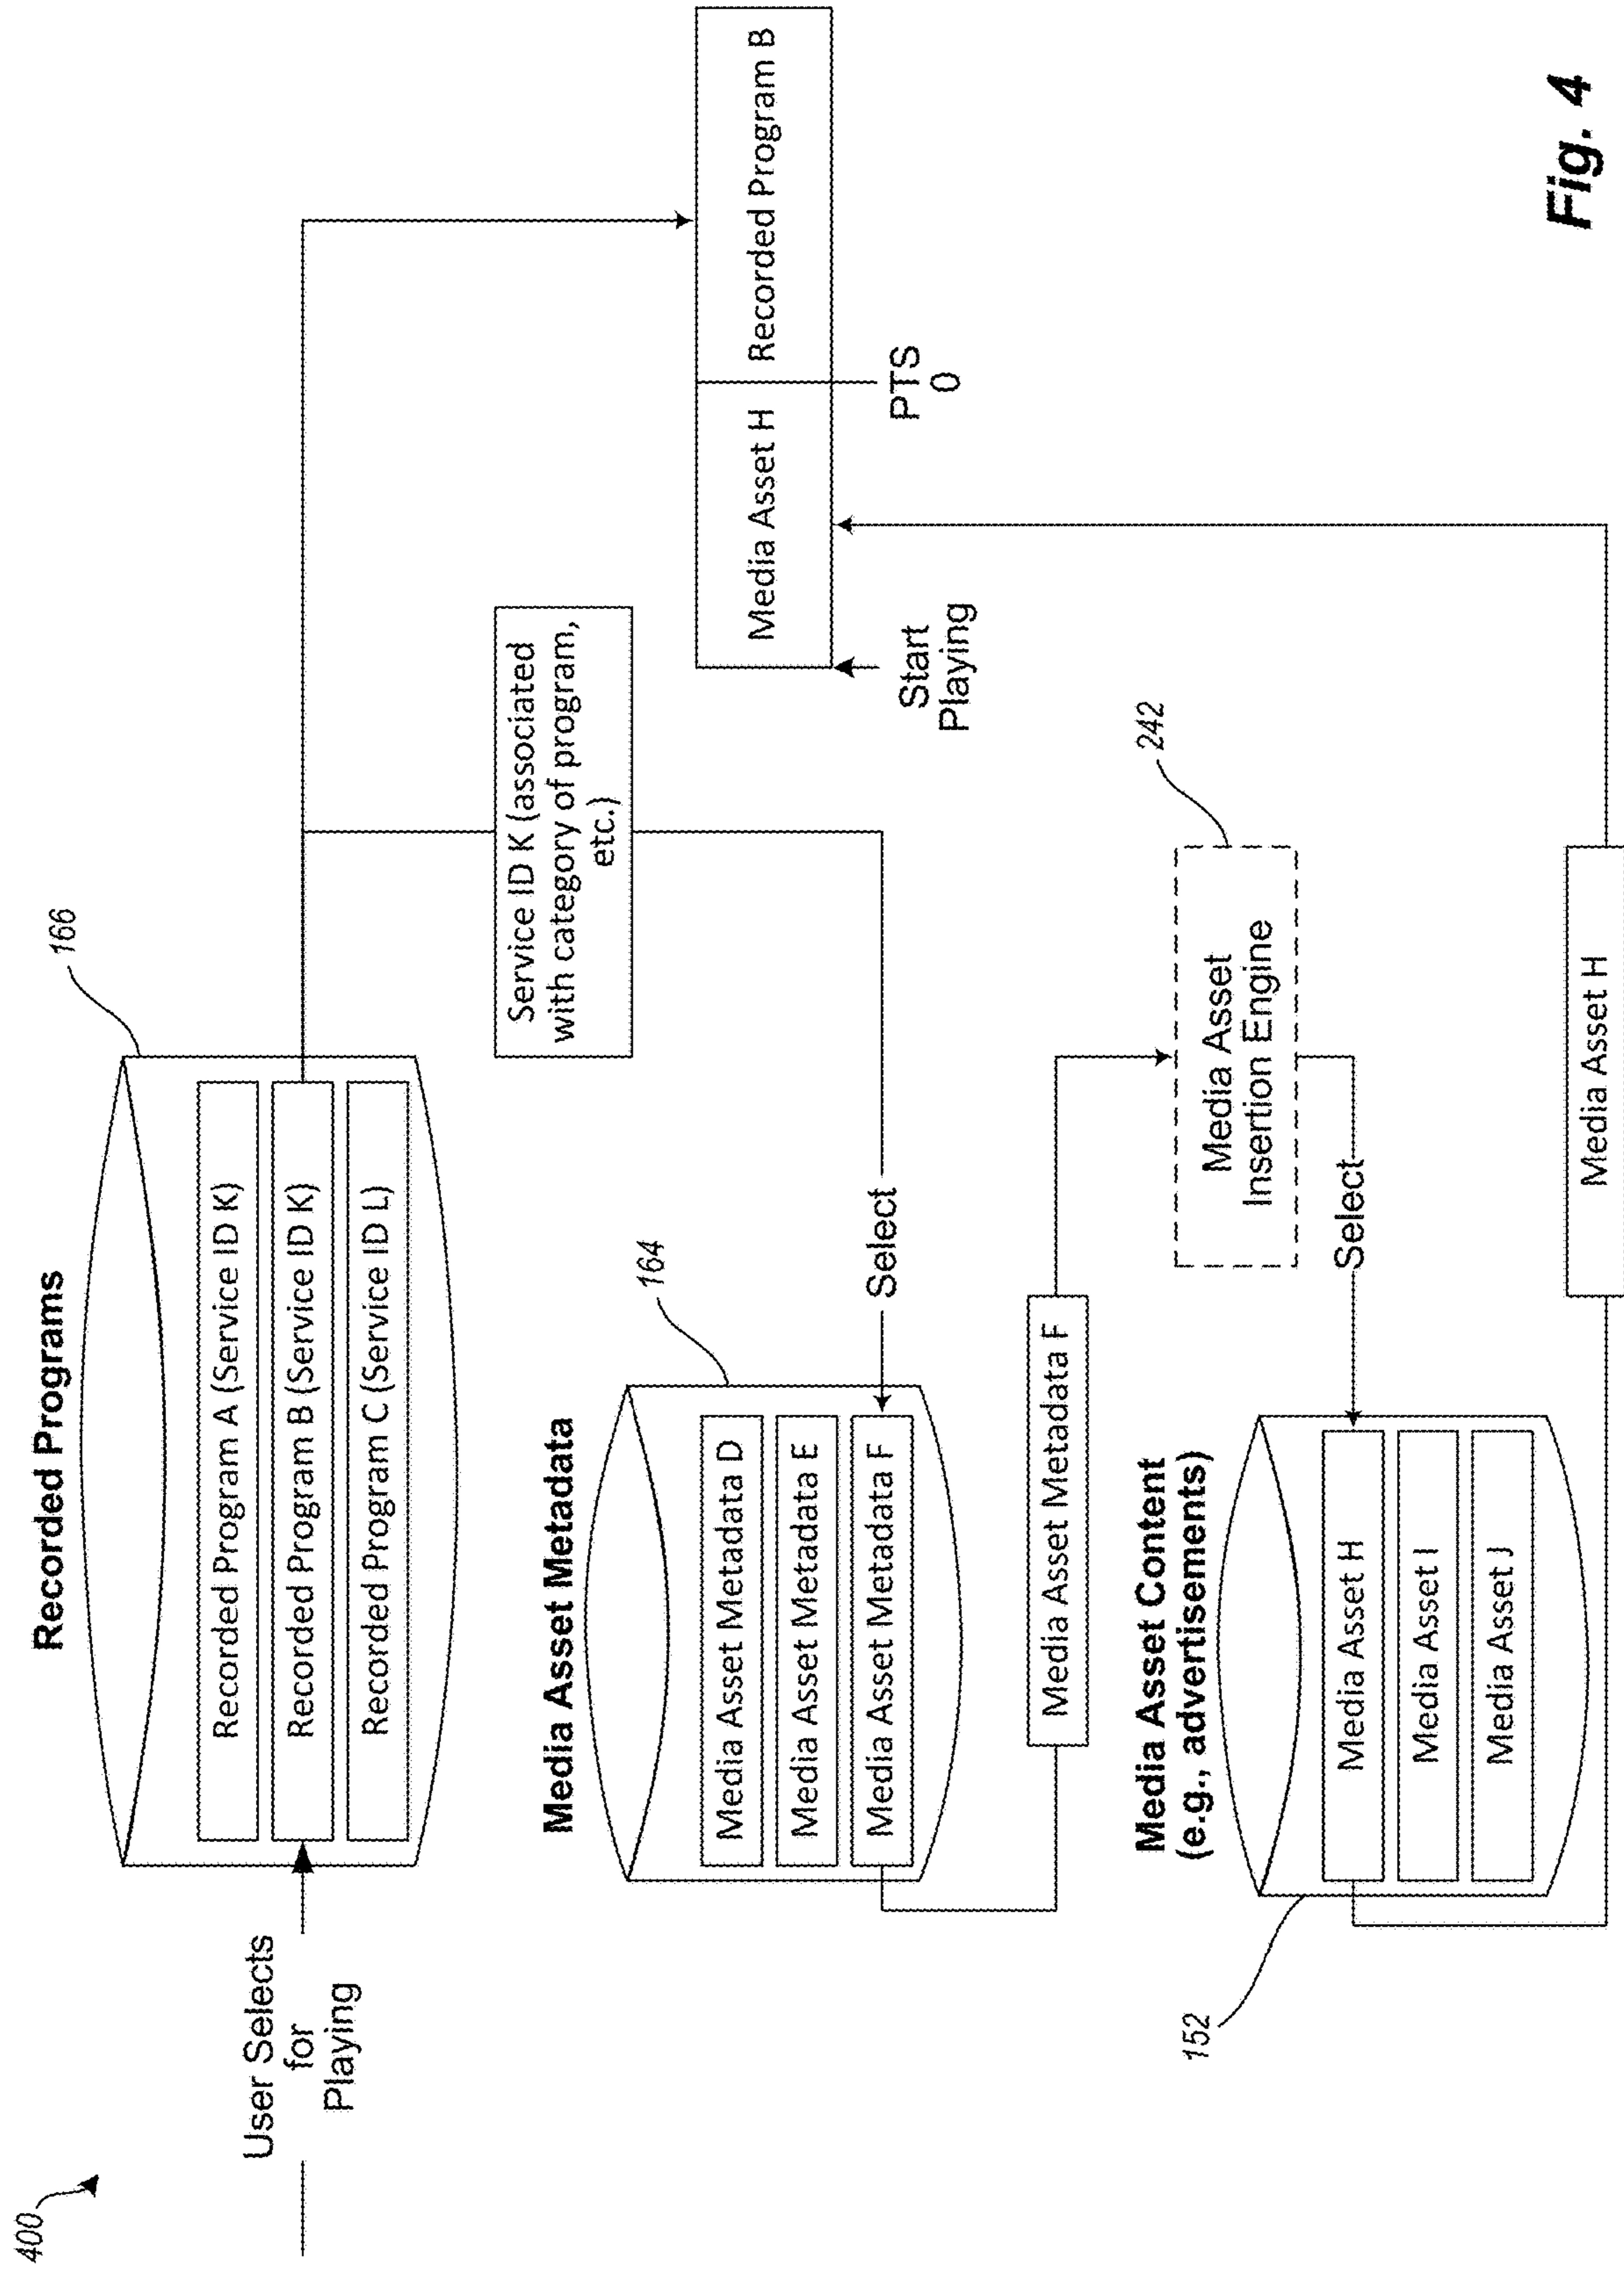 400
User Selects
for
Playing
Recorded Programs
166
Recorded Program A (Service ID K)
Recorded Program B (Service ID K)
Recorded Program C (Service ID L)
Service ID K (associated
with category of program,
etc.)
Media Asset H
Recorded Program B
Start
Playing
PTS
0
Media Asset Metadata
164
Media Asset Metadata D
Media Asset Metadata E
Media Asset Metadata F
Select
Media Asset Metadata F
242
Media Asset
Insertion Engine
Select
Media Asset Content
(e.g., advertisements)
152
Media Asset H
Media Asset I
Media Asset J
Media Asset H
Fig. 4